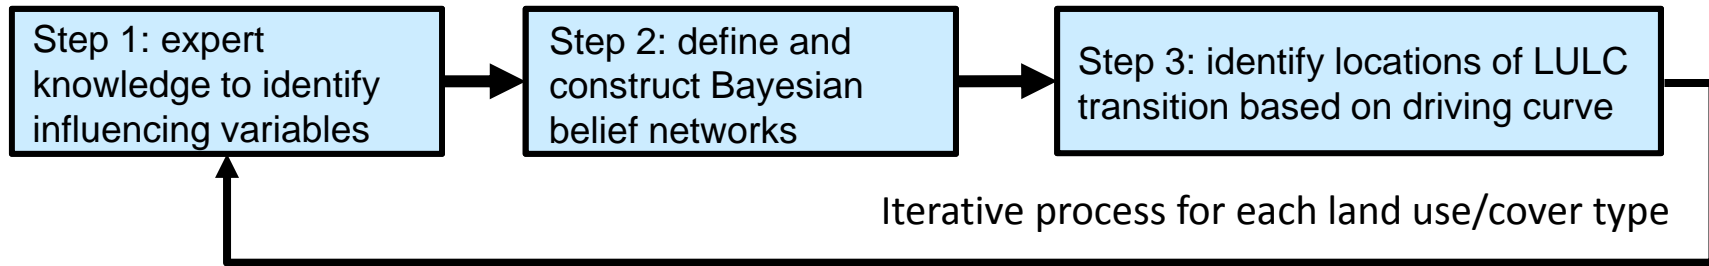 Step 1: expert
knowledge to identify
influencing variables
Step 2: define and
construct Bayesian
belief networks
Step 3: identify locations of LULC
transition based on driving curve
Iterative process for each land use/cover type